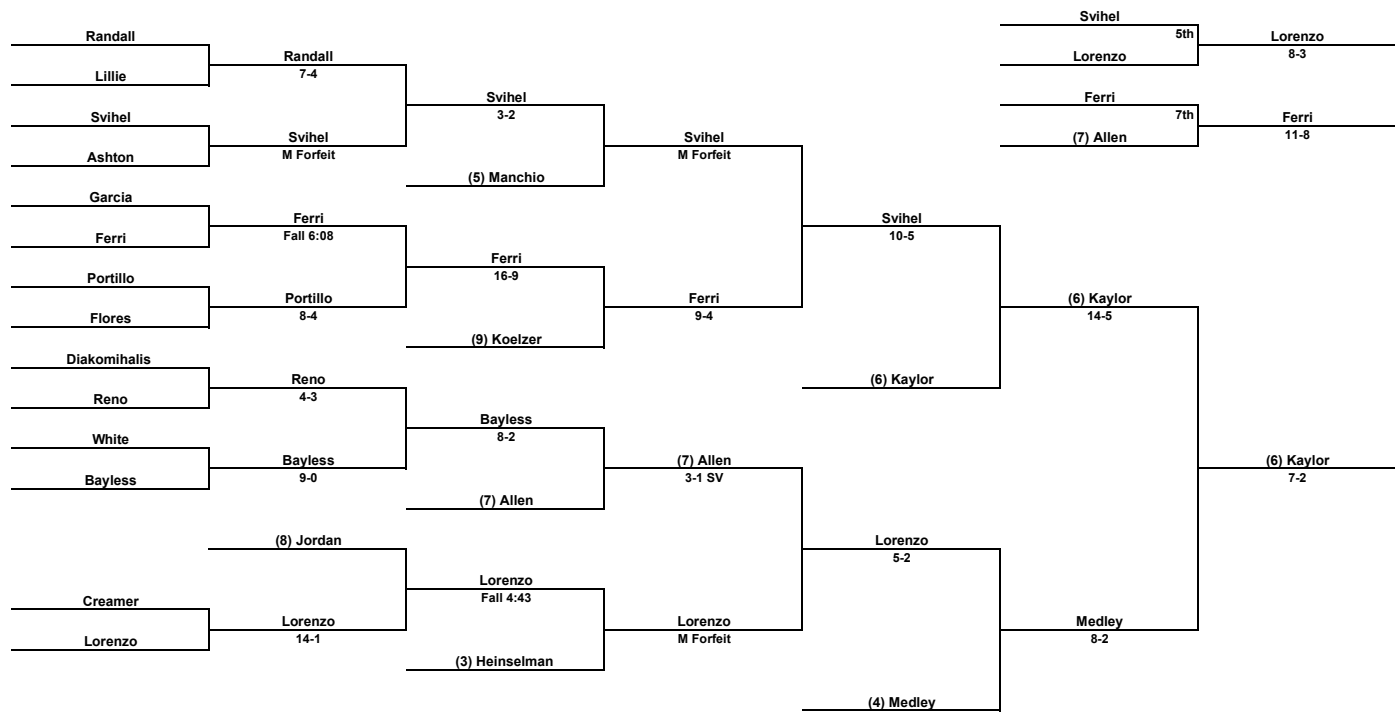 Svihel
5th
Lorenzo
Lorenzo
8-3
Ferri
7th
Ferri
(7) Allen
11-8
Randall
Lillie
Svihel
Ashton
Garcia
Ferri
Portillo
Flores
Diakomihalis
Reno
White
Bayless
Creamer
Lorenzo
Randall
7-4
Svihel
M Forfeit
Ferri
Fall 6:08
Portillo
8-4
Reno
4-3
Bayless
9-0
(8) Jordan
Lorenzo
14-1
Svihel
3-2
(5) Manchio
Ferri
16-9
(9) Koelzer
Bayless
8-2
(7) Allen
Lorenzo
Fall 4:43
(3) Heinselman
Svihel
M Forfeit
Ferri
9-4
(7) Allen
3-1 SV
Lorenzo
M Forfeit
Svihel
10-5
(6) Kaylor
Lorenzo
5-2
(4) Medley
(6) Kaylor
14-5
Medley
8-2
(6) Kaylor
7-2